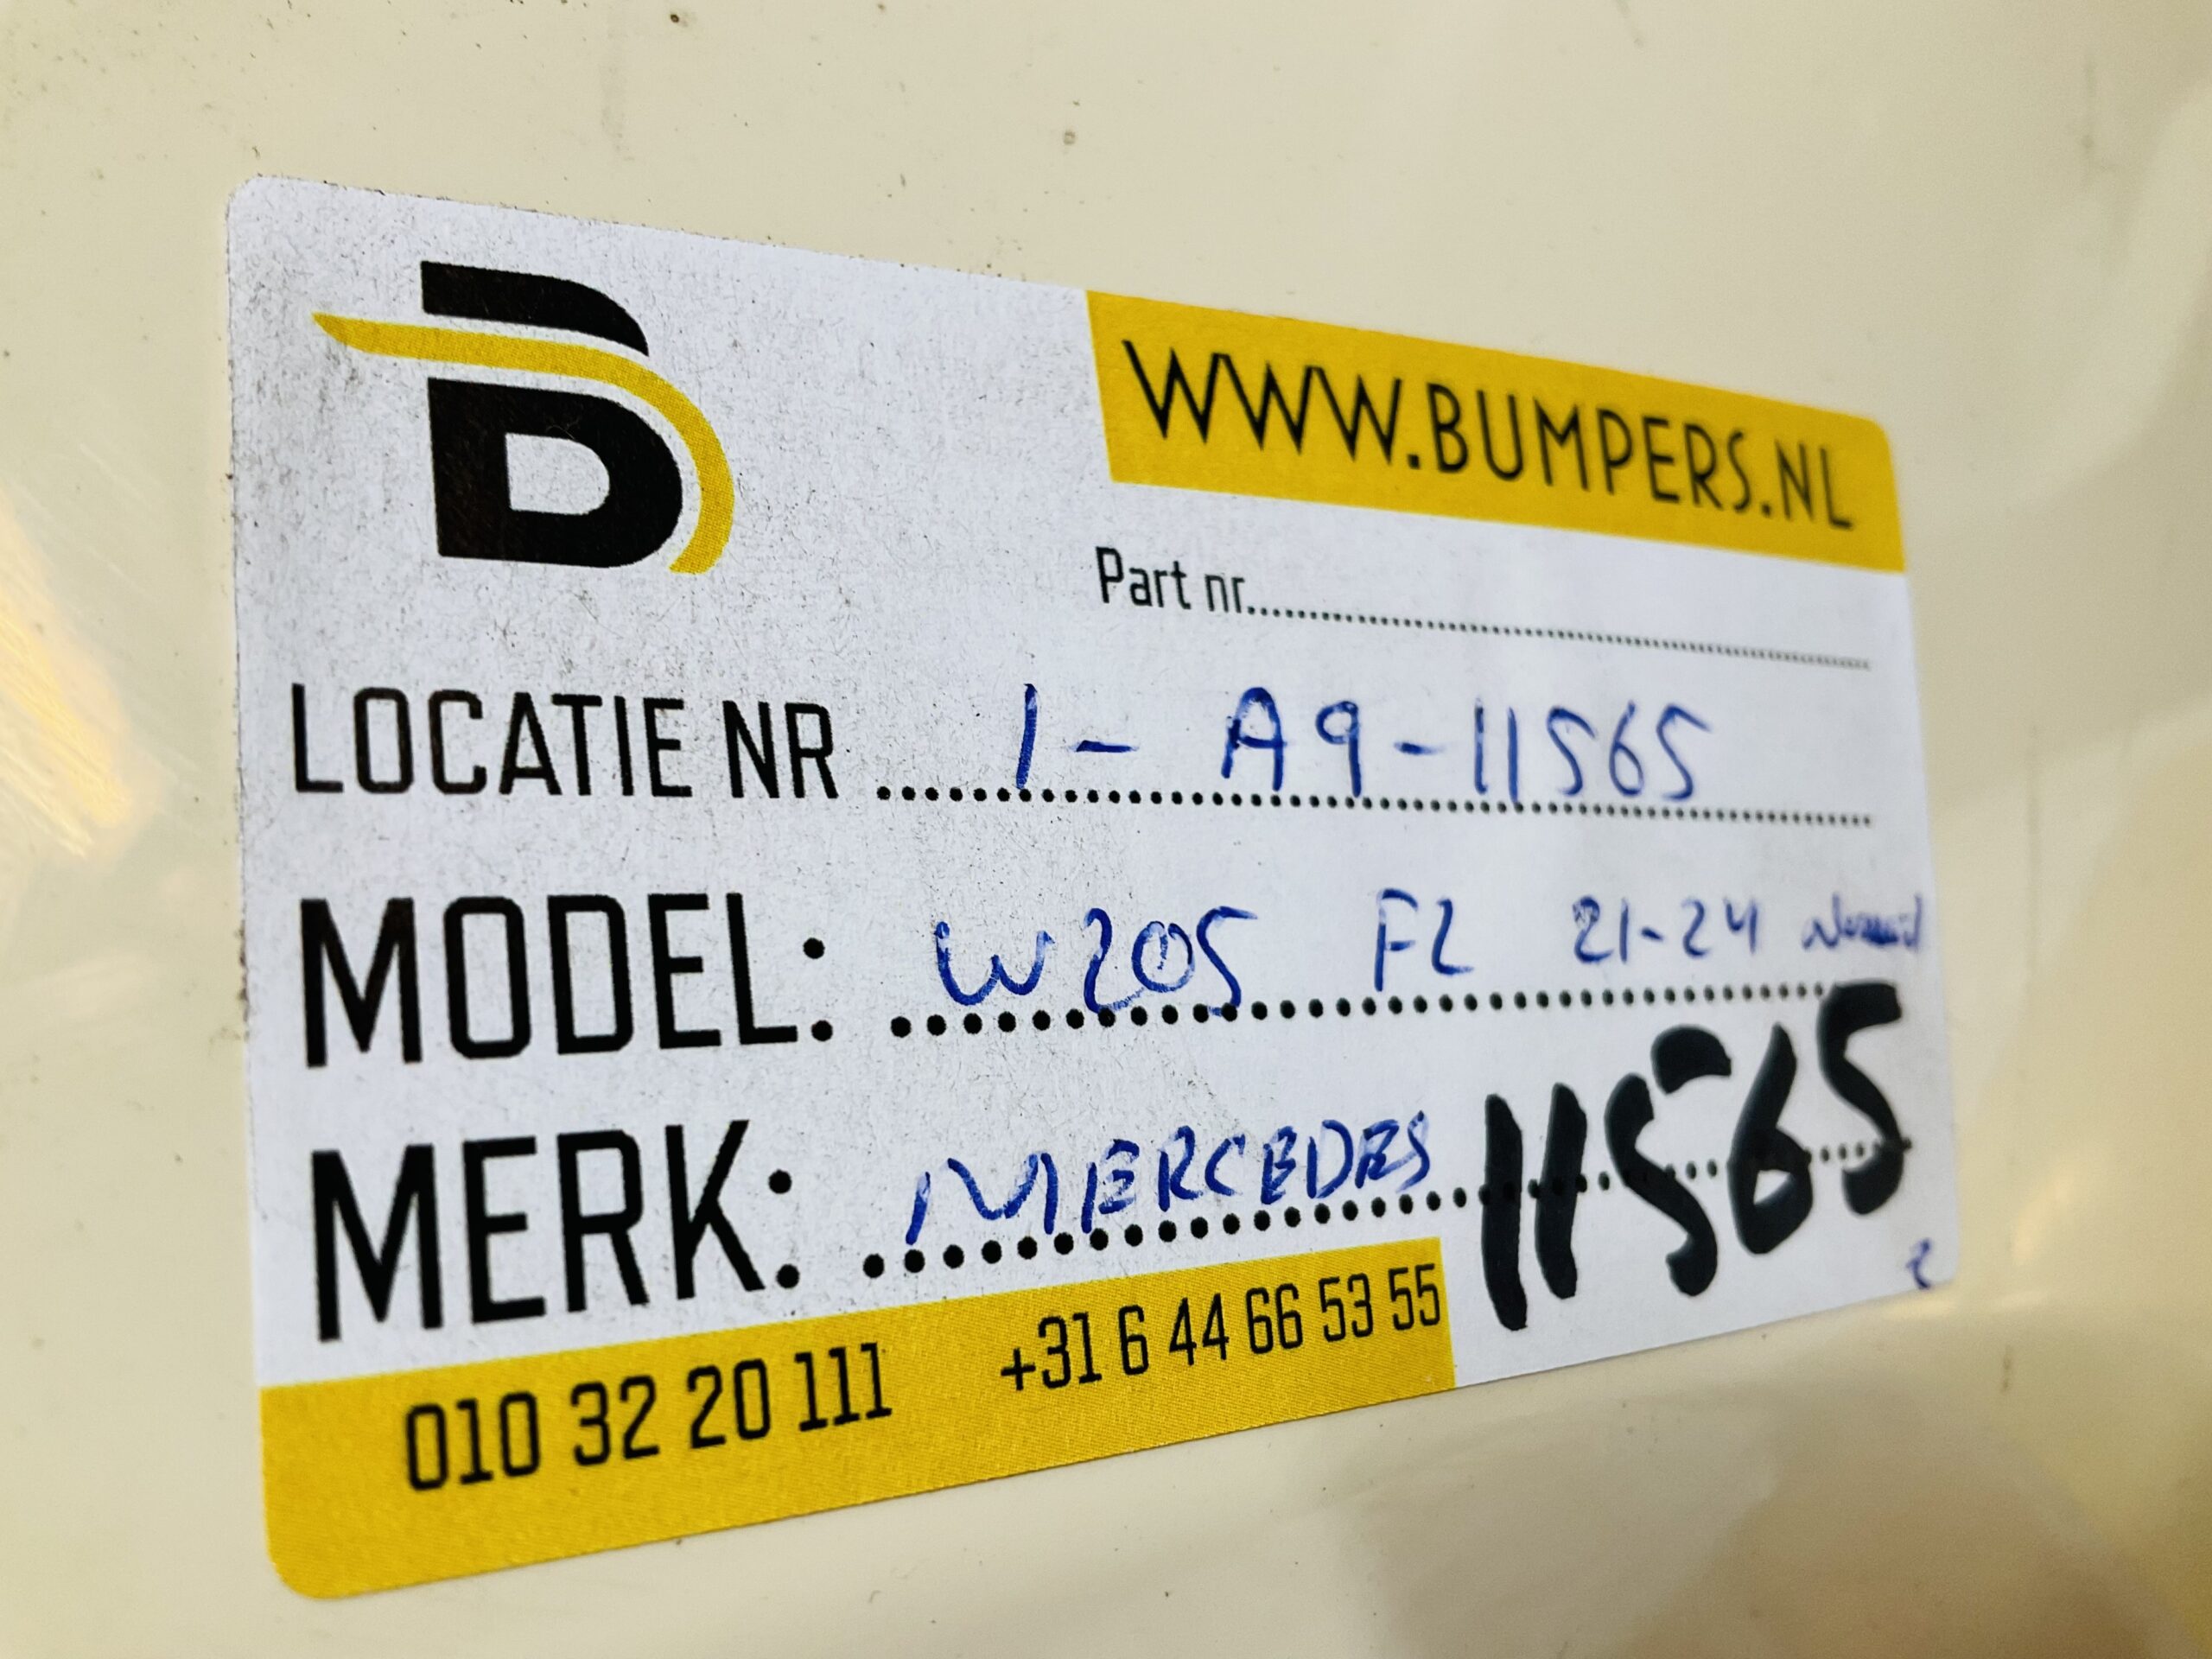 WWW.BUMPERS.NL
Part nr...............................
LOCATIE NR 1 - A9 - 11565
MODEL: W205 FL 21-24
MERK: MERCEDES 11565
010 32 20 111 +31 6 44 66 53 55